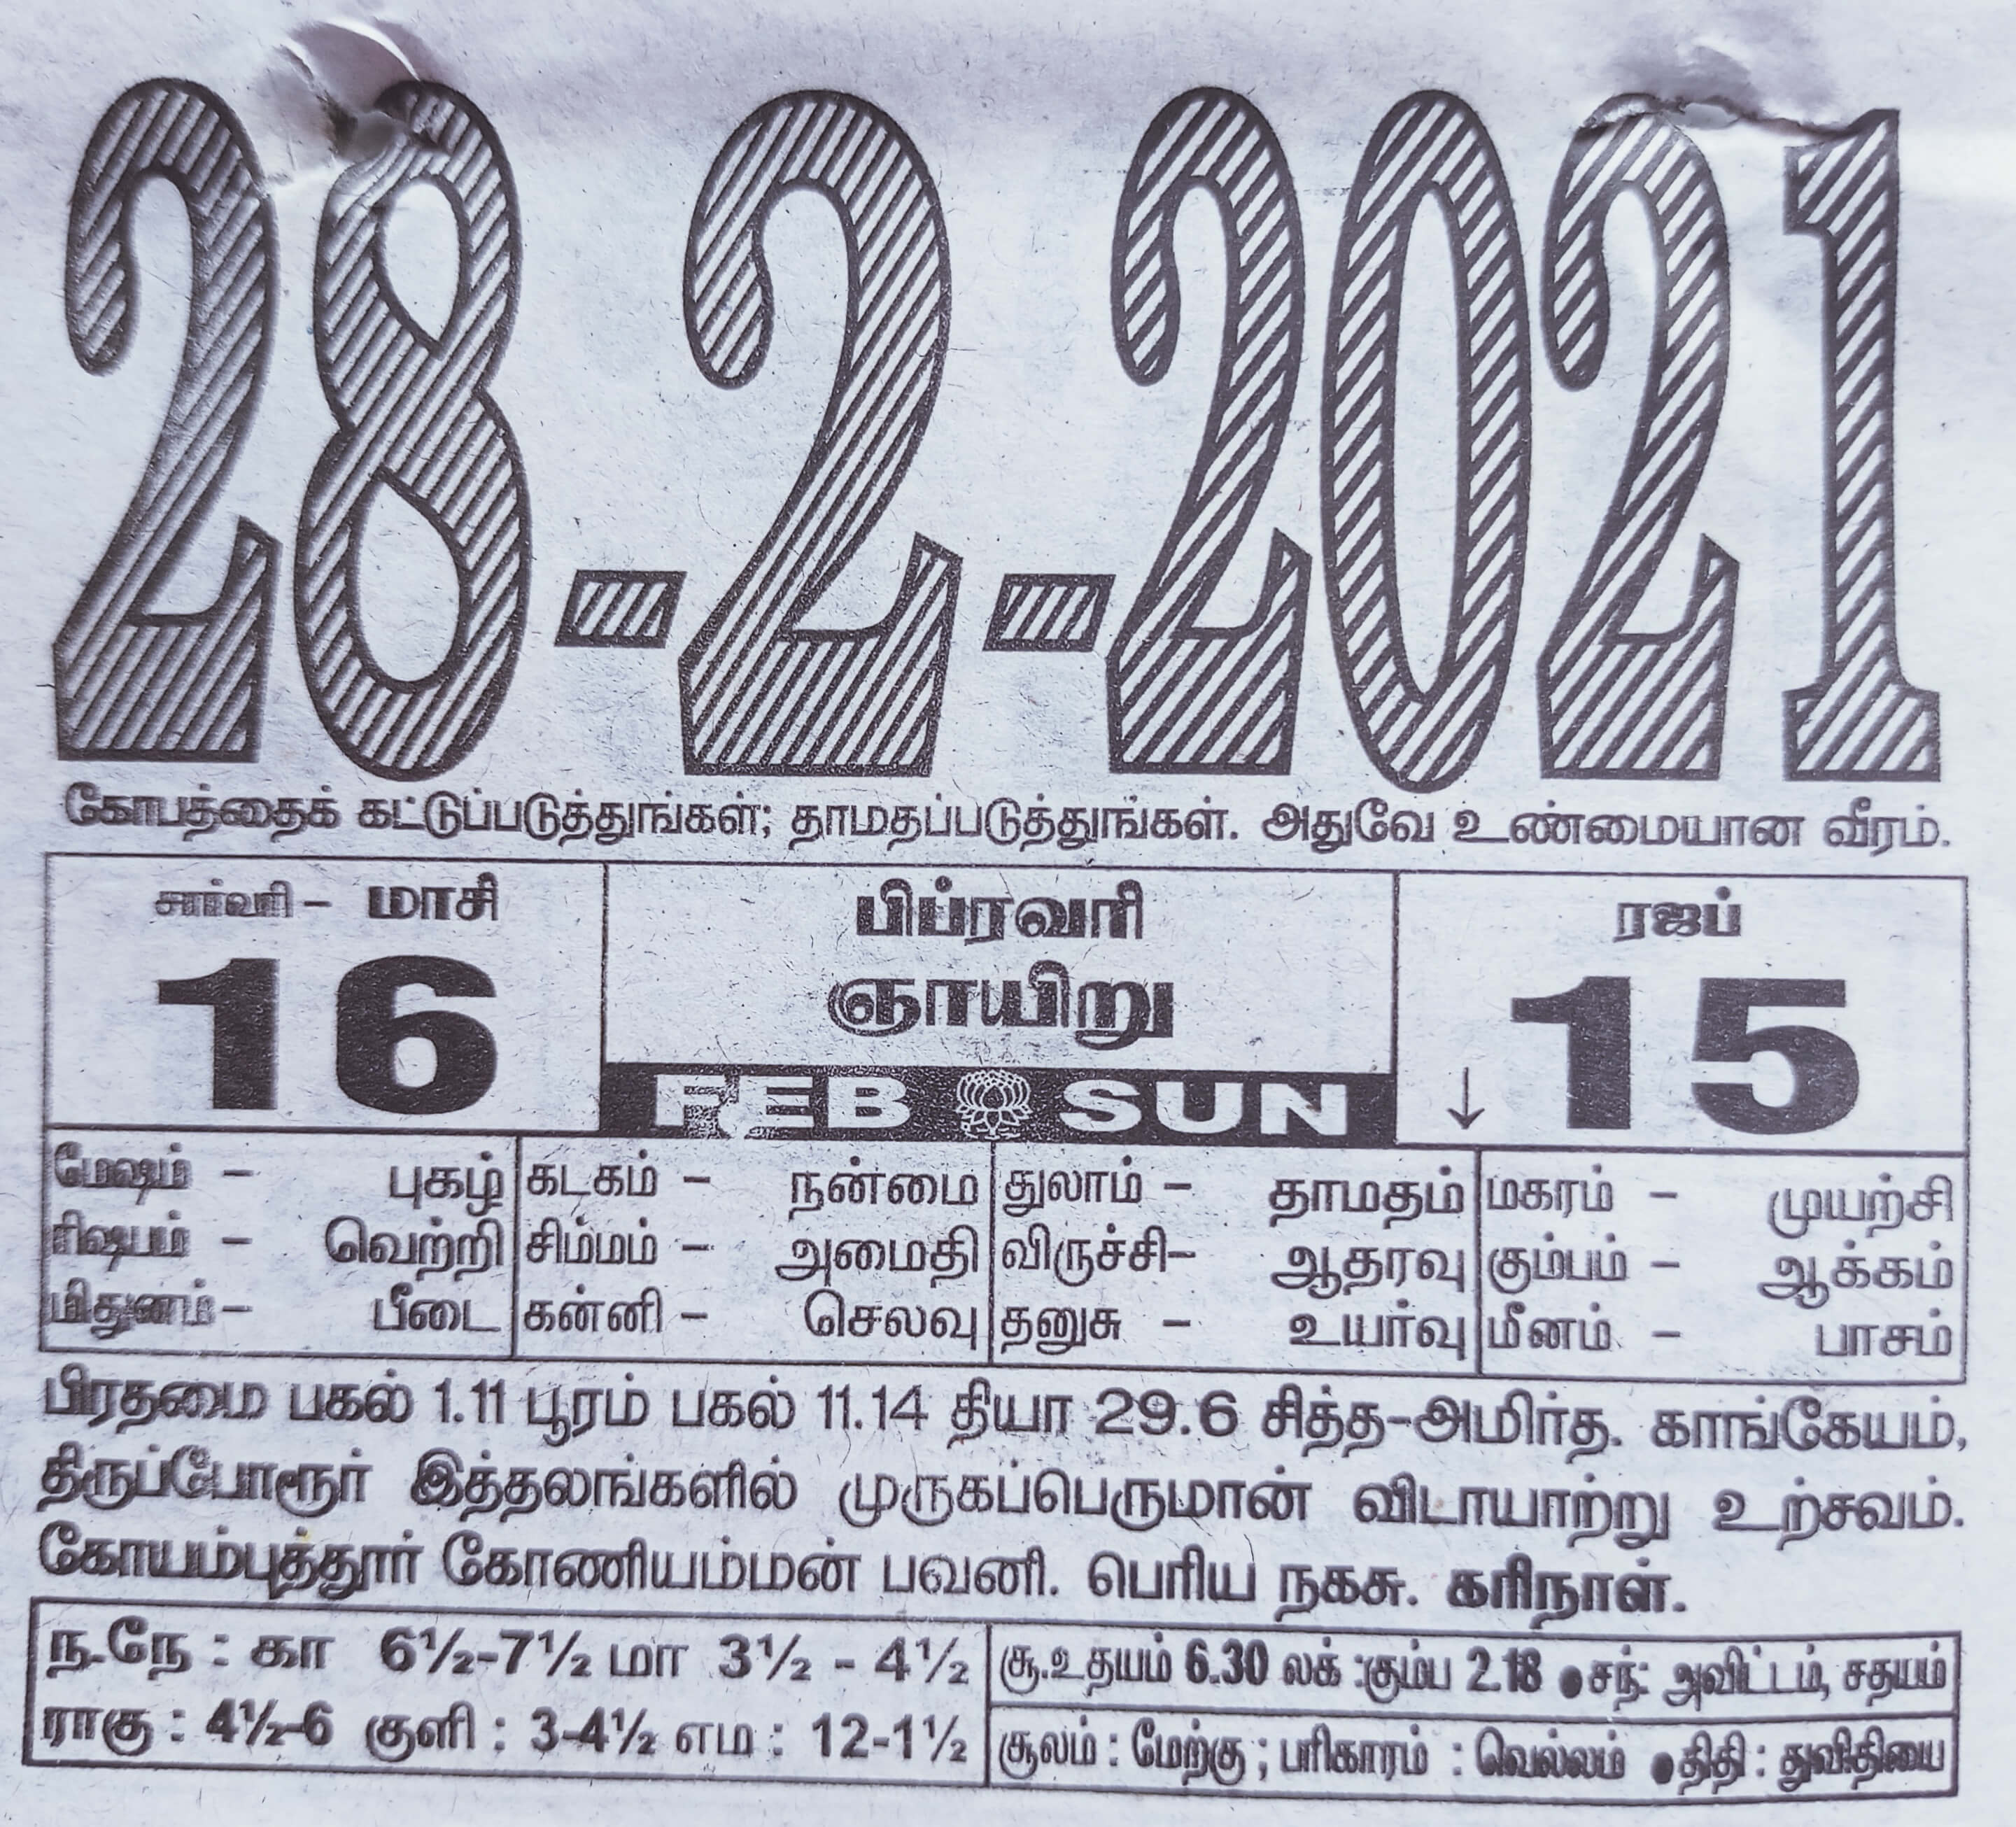 28-2-2021
கோபத்தைக் கட்டுப்படுத்துங்கள்; தாமதப்படுத்துங்கள். அதுவே உண்மையான வீரம்.
சார்வரி - மாசி
16
பிப்ரவரி
ஞாயிறு
FEB SUN
ரஜப்
↓ 15
மேஷம் - புகழ்
ரிஷபம் - வெற்றி
மிதுனம் - பீடை
கடகம் - நன்மை
சிம்மம் - அமைதி
கன்னி - செலவு
துலாம் - தாமதம்
விருச்சி- ஆதரவு
தனுசு - உயர்வு
மகரம் - முயற்சி
கும்பம் - ஆக்கம்
மீனம் - பாசம்
பிரதமை பகல் 1.11 பூரம் பகல் 11.14 தியா 29.6 சித்த-அமிர்த. காங்கேயம்,
திருப்போரூர் இத்தலங்களில் முருகப்பெருமான் விடாயாற்று உற்சவம்.
கோயம்புத்தூர் கோணியம்மன் பவனி. பெரிய நகசு. கரிநாள்.
ந.நே : கா 6½-7½ மா 3½ - 4½
ராகு : 4½-6 குளி : 3-4½ எம : 12-1½
சூ.உதயம் 6.30 லக் :கும்ப 2.18 ● சந்: அவிட்டம், சதயம்
சூலம் : மேற்கு ; பரிகாரம் : வெல்லம் ● திதி : துவிதியை